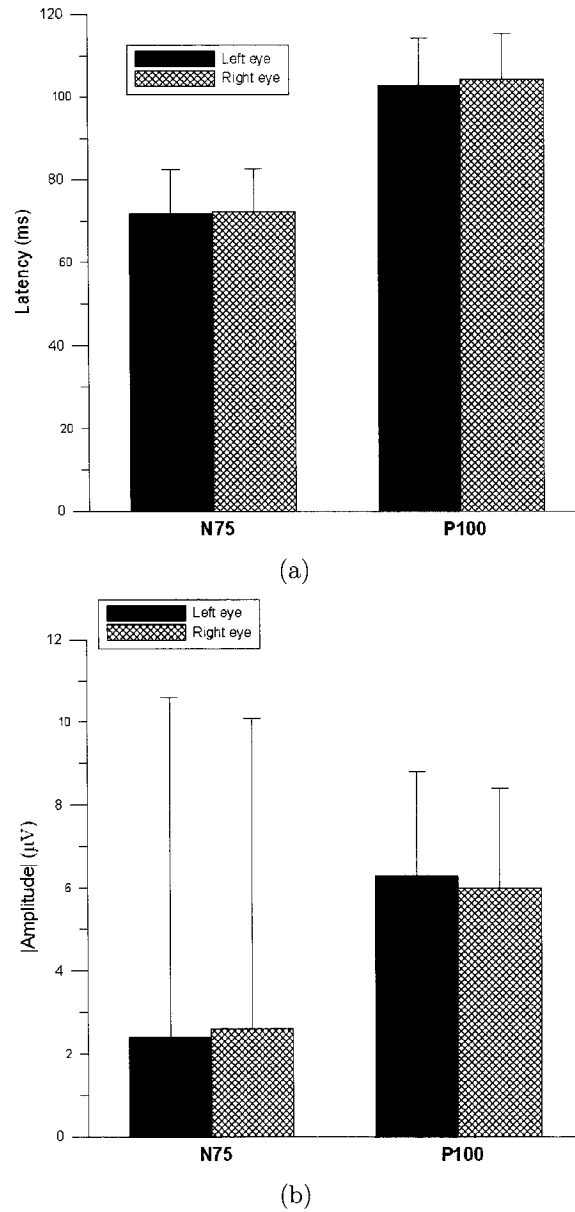 120
100
80
60
40
20
0
Latency (ms)
Left eye
Right eye
N75 P100
(a)
Left eye
Right eye
12
10
8
6
4
2
0
|Amplitude| (μV)
N75 P100
(b)